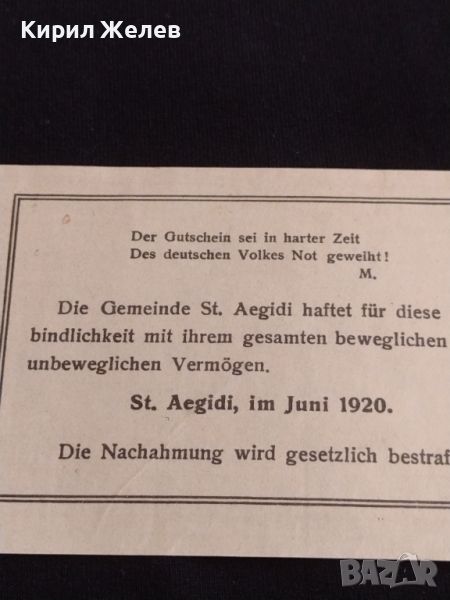 Кирил Желев
Der Gutschein sei in harter Zeit
Des deutschen Volkes Not geweiht!
M.
Die Gemeinde St. Aegidi haftet für diese
bindlichkeit mit ihrem gesamten beweglichen
unbeweglichen Vermögen.
St. Aegidi, im Juni 1920.
Die Nachahmung wird gesetzlich bestraf
BAZAR